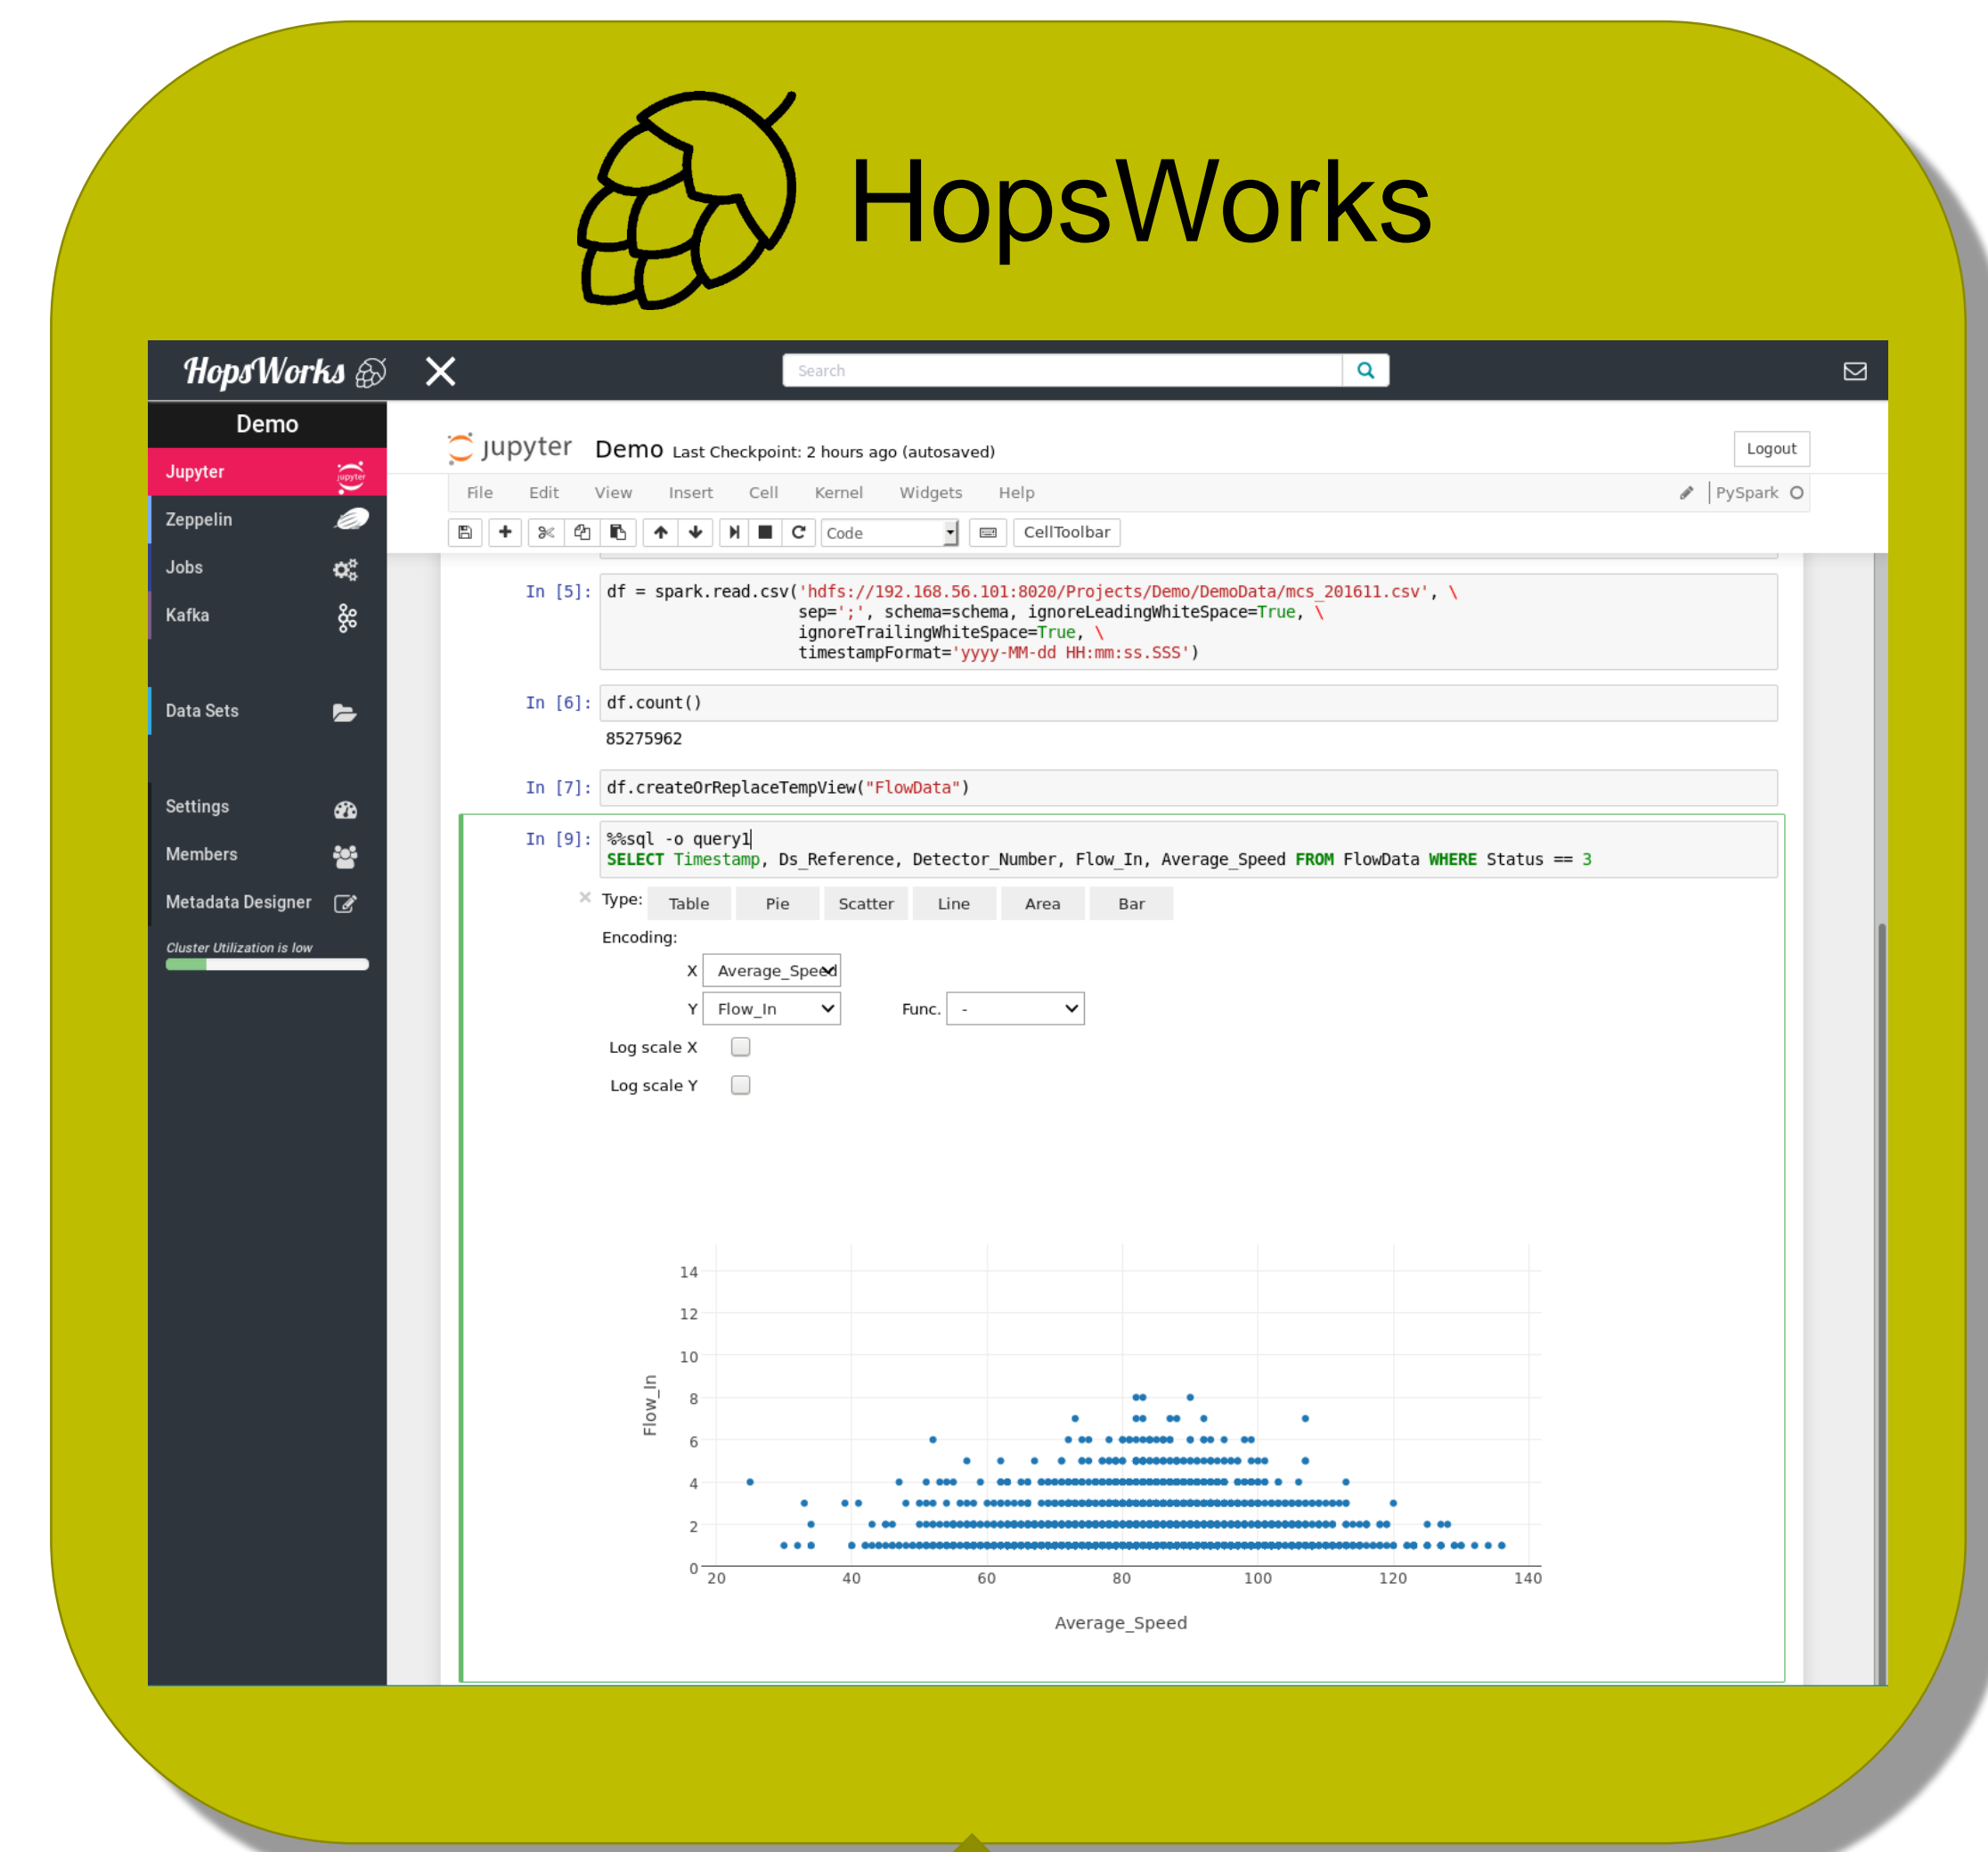 HopsWorks
HopsWorks
Search
Demo
Jupyter
jupyter
Zeppelin
Jobs
Kafka
Data Sets
Settings
Members
Metadata Designer
Cluster Utilization is low
jupyter Demo Last Checkpoint: 2 hours ago (autosaved)
Logout
File Edit View Insert Cell Kernel Widgets Help PySpark
Code CellToolbar
In [5]: df = spark.read.csv('hdfs://192.168.56.101:8020/Projects/Demo/DemoData/mcs_201611.csv', \
sep=';', schema=schema, ignoreLeadingWhiteSpace=True, \
ignoreTrailingWhiteSpace=True, \
timestampFormat='yyyy-MM-dd HH:mm:ss.SSS')
In [6]: df.count()
85275962
In [7]: df.createOrReplaceTempView("FlowData")
In [9]: %%sql -o query1
SELECT Timestamp, Ds_Reference, Detector_Number, Flow_In, Average_Speed FROM FlowData WHERE Status == 3
Type: Table Pie Scatter Line Area Bar
Encoding:
X Average_Speed
Y Flow_In Func. -
Log scale X
Log scale Y
14
12
10
8
6
4
2
0
Flow_In
20 40 60 80 100 120 140
Average_Speed